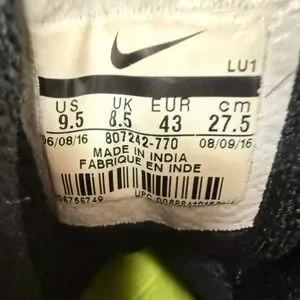 LU1
US UK EUR cm
9.5 8.5 43 27.5
06/08/16 807242-770 08/09/16
MADE IN INDIA
FABRIQUE EN INDE